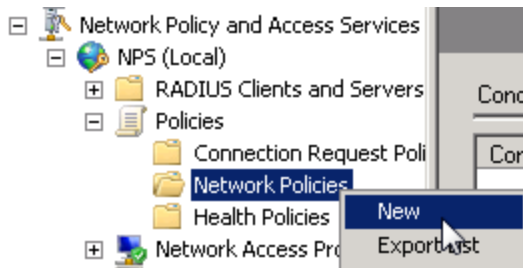 Network Policy and Access Services
NPS (Local)
RADIUS Clients and Servers
Policies
Connection Request Poli
Network Policies
Health Policies
Network Access Pro
Conc
Cor
New
Export List